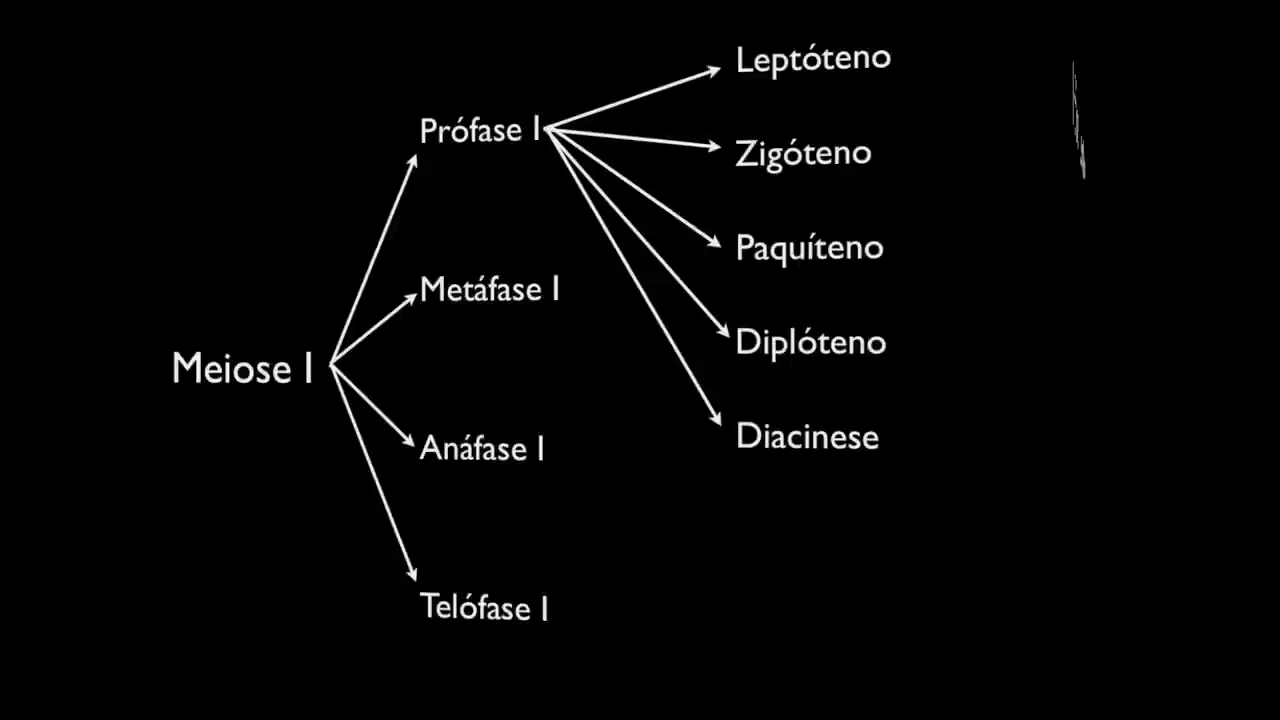 Meiose I
Prófase I
Metáfase I
Anáfase I
Telófase I
Leptóteno
Zigóteno
Paquíteno
Diplóteno
Diacinese